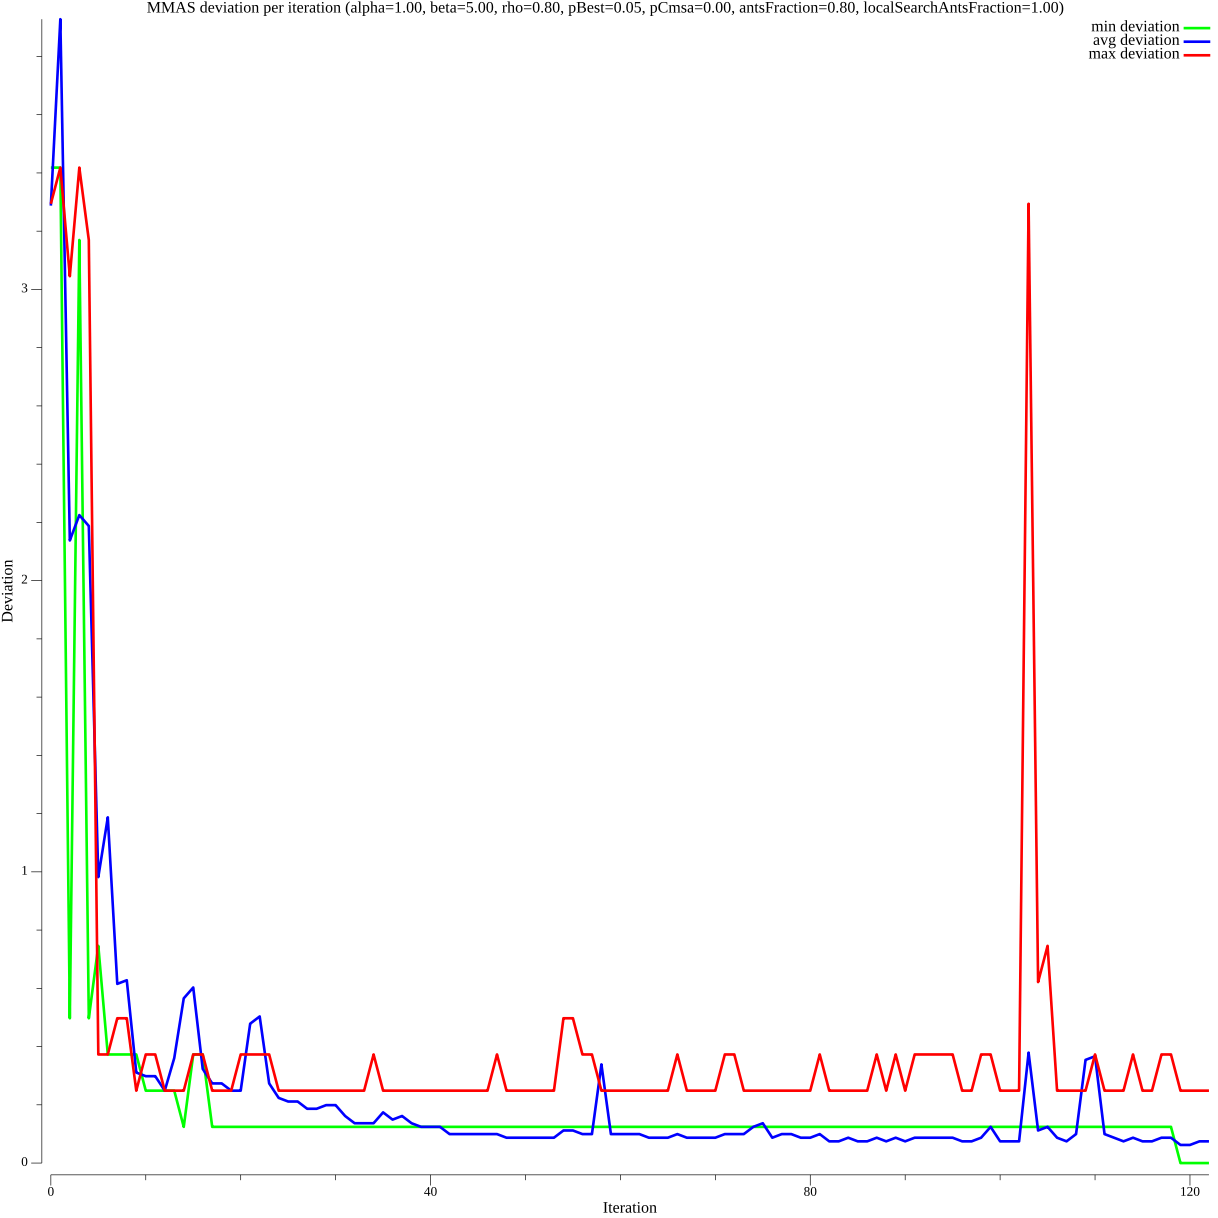 MMAS deviation per iteration (alpha=1.00, beta=5.00, rho=0.80, pBest=0.05, pCmsa=0.00, antsFraction=0.80, localSearchAntsFraction=1.00)
min deviation
avg deviation
max deviation
3
2
1
0
Deviation
0 40 80 120
Iteration